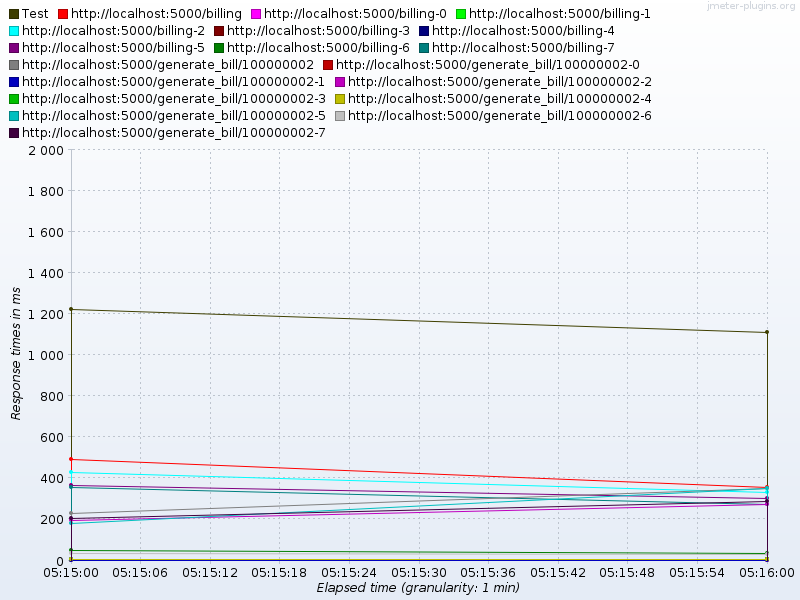 jmeter-plugins.org
Test http://localhost:5000/billing http://localhost:5000/billing-0 http://localhost:5000/billing-1
http://localhost:5000/billing-2 http://localhost:5000/billing-3 http://localhost:5000/billing-4
http://localhost:5000/billing-5 http://localhost:5000/billing-6 http://localhost:5000/billing-7
http://localhost:5000/generate_bill/100000002 http://localhost:5000/generate_bill/100000002-0
http://localhost:5000/generate_bill/100000002-1 http://localhost:5000/generate_bill/100000002-2
http://localhost:5000/generate_bill/100000002-3 http://localhost:5000/generate_bill/100000002-4
http://localhost:5000/generate_bill/100000002-5 http://localhost:5000/generate_bill/100000002-6
http://localhost:5000/generate_bill/100000002-7
2 000
1 800
1 600
1 400
1 200
1 000
800
600
400
200
0
Response times in ms
05:15:00 05:15:06 05:15:12 05:15:18 05:15:24 05:15:30 05:15:36 05:15:42 05:15:48 05:15:54 05:16:00
Elapsed time (granularity: 1 min)